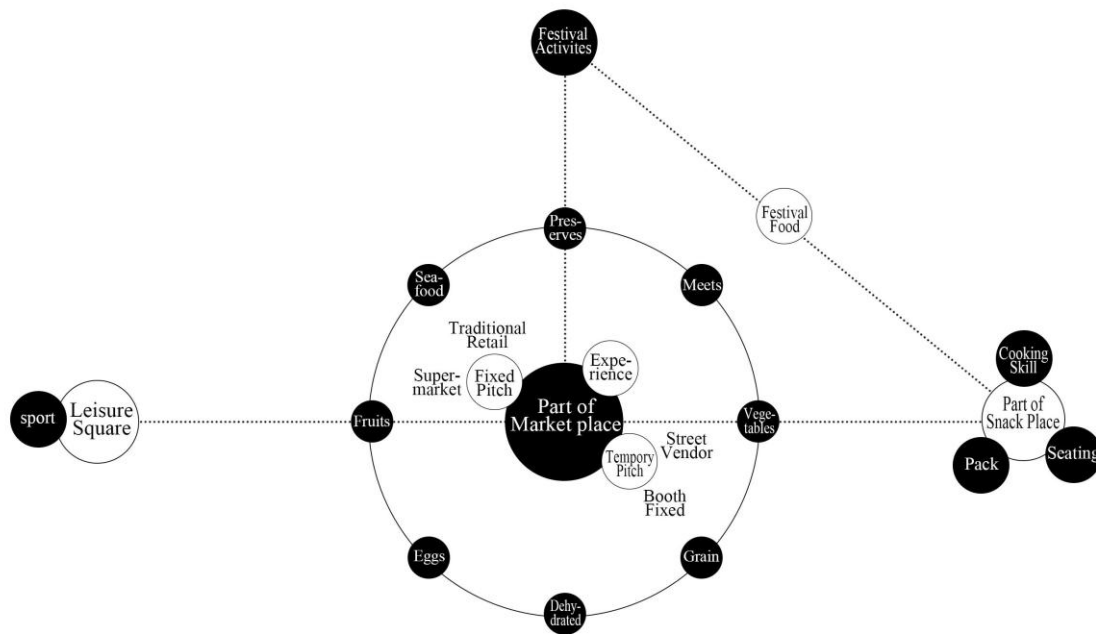 Festival
Activites
Festival
Food
Pres-
erves
Sea-
food
Meets
Traditional
Retail
Super-
market
Fixed
Pitch
Expe-
rience
Cooking
Skill
sport
Leisure
Square
Fruits
Part of
Market place
Vege-
tables
Part of
Snack Place
Street
Vendor
Tempory
Pitch
Pack
Seating
Booth
Fixed
Eggs
Grain
Dehy-
drated